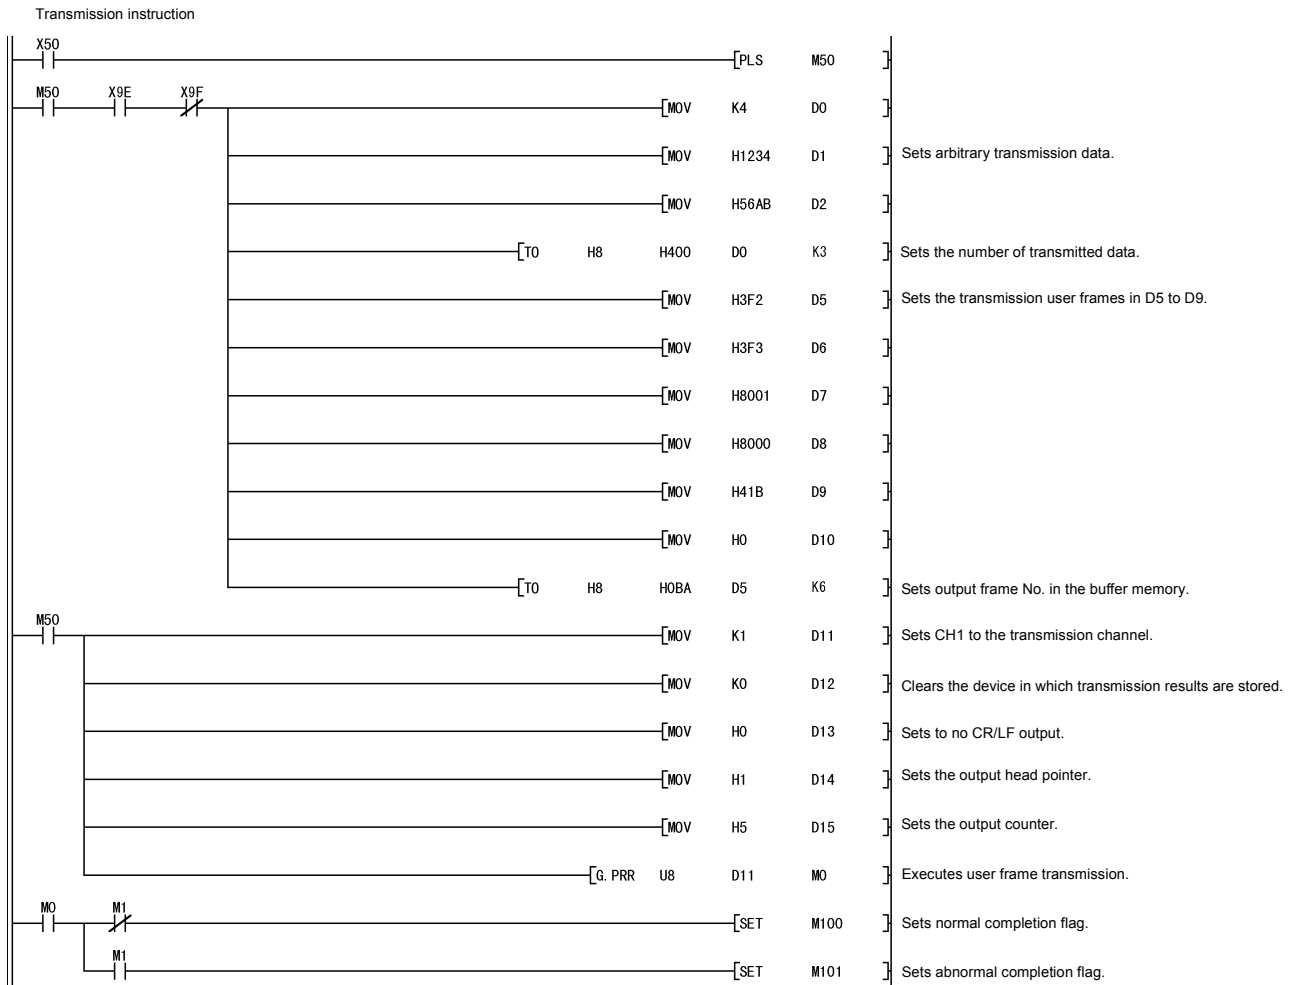 Transmission instruction
X50
PLS M50
M50 X9E X9F
MOV K4 D0
MOV H1234 D1 Sets arbitrary transmission data.
MOV H56AB D2
TO H8 H400 D0 K3 Sets the number of transmitted data.
MOV H3F2 D5 Sets the transmission user frames in D5 to D9.
MOV H3F3 D6
MOV H8001 D7
MOV H8000 D8
MOV H41B D9
MOV H0 D10
TO H8 H0BA D5 K6 Sets output frame No. in the buffer memory.
M50
MOV K1 D11 Sets CH1 to the transmission channel.
MOV K0 D12 Clears the device in which transmission results are stored.
MOV H0 D13 Sets to no CR/LF output.
MOV H1 D14 Sets the output head pointer.
MOV H5 D15 Sets the output counter.
G.PRR U8 D11 M0 Executes user frame transmission.
M0 M1
SET M100 Sets normal completion flag.
M1
SET M101 Sets abnormal completion flag.